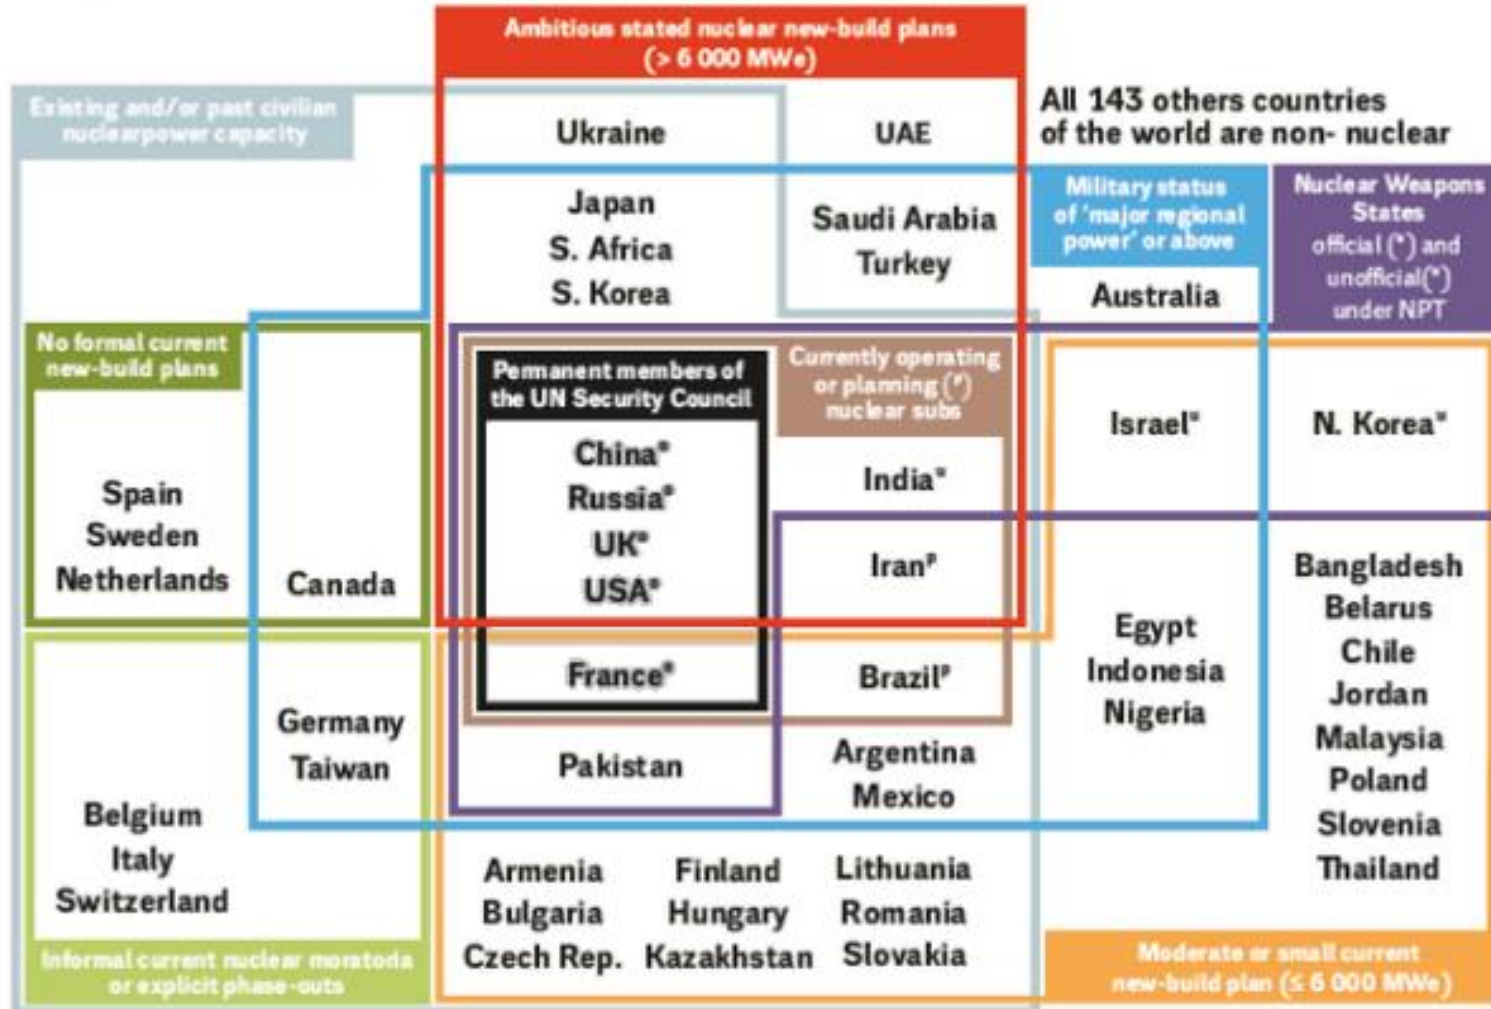 Ambitious stated nuclear new-build plans
(> 6 000 MWe)
Existing and/or past civilian
nuclearpower capacity
All 143 others countries
of the world are non- nuclear
Ukraine
UAE
Military status
of 'major regional
power' or above
Nuclear Weapons
States
official (*) and
unofficial(*)
under NPT
Japan
S. Africa
S. Korea
Saudi Arabia
Turkey
Australia
No formal current
new-build plans
Permanent members of
the UN Security Council
Currently operating
or planning (ᵖ)
nuclear subs
Israel*
N. Korea*
China*
Russia*
UK*
USA*
India*
Iranᵖ
Spain
Sweden
Netherlands
Canada
France*
Brazilᵖ
Egypt
Indonesia
Nigeria
Bangladesh
Belarus
Chile
Jordan
Malaysia
Poland
Slovenia
Thailand
Germany
Taiwan
Pakistan
Argentina
Mexico
Belgium
Italy
Switzerland
Armenia
Bulgaria
Czech Rep.
Finland
Hungary
Kazakhstan
Lithuania
Romania
Slovakia
Informal current nuclear moratoria
or explicit phase-outs
Moderate or small current
new-build plan (≤ 6 000 MWe)